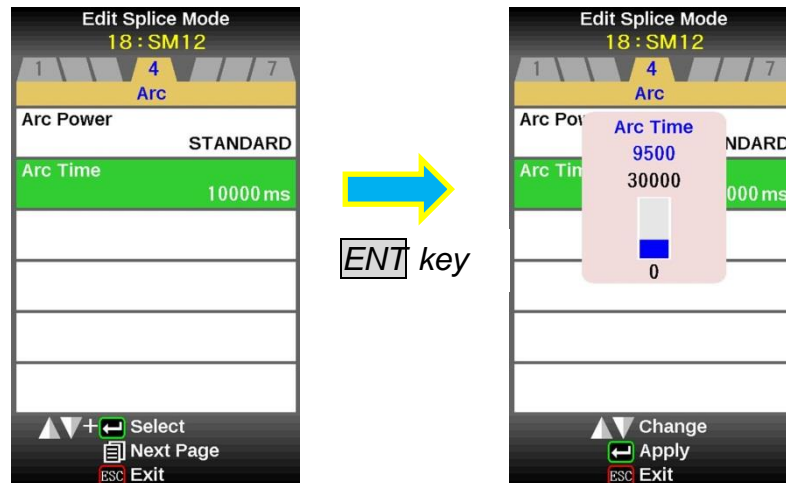 Edit Splice Mode
18:SM12
1 4 7
Arc
Arc Power
STANDARD
Arc Time
10000 ms
▲▼+ Select
Next Page
ESC Exit
ENT key
Edit Splice Mode
18:SM12
1 4 7
Arc
Arc Pow
NDARD
Arc Tim
000 ms
Arc Time
9500
30000
0
▲▼ Change
Apply
ESC Exit